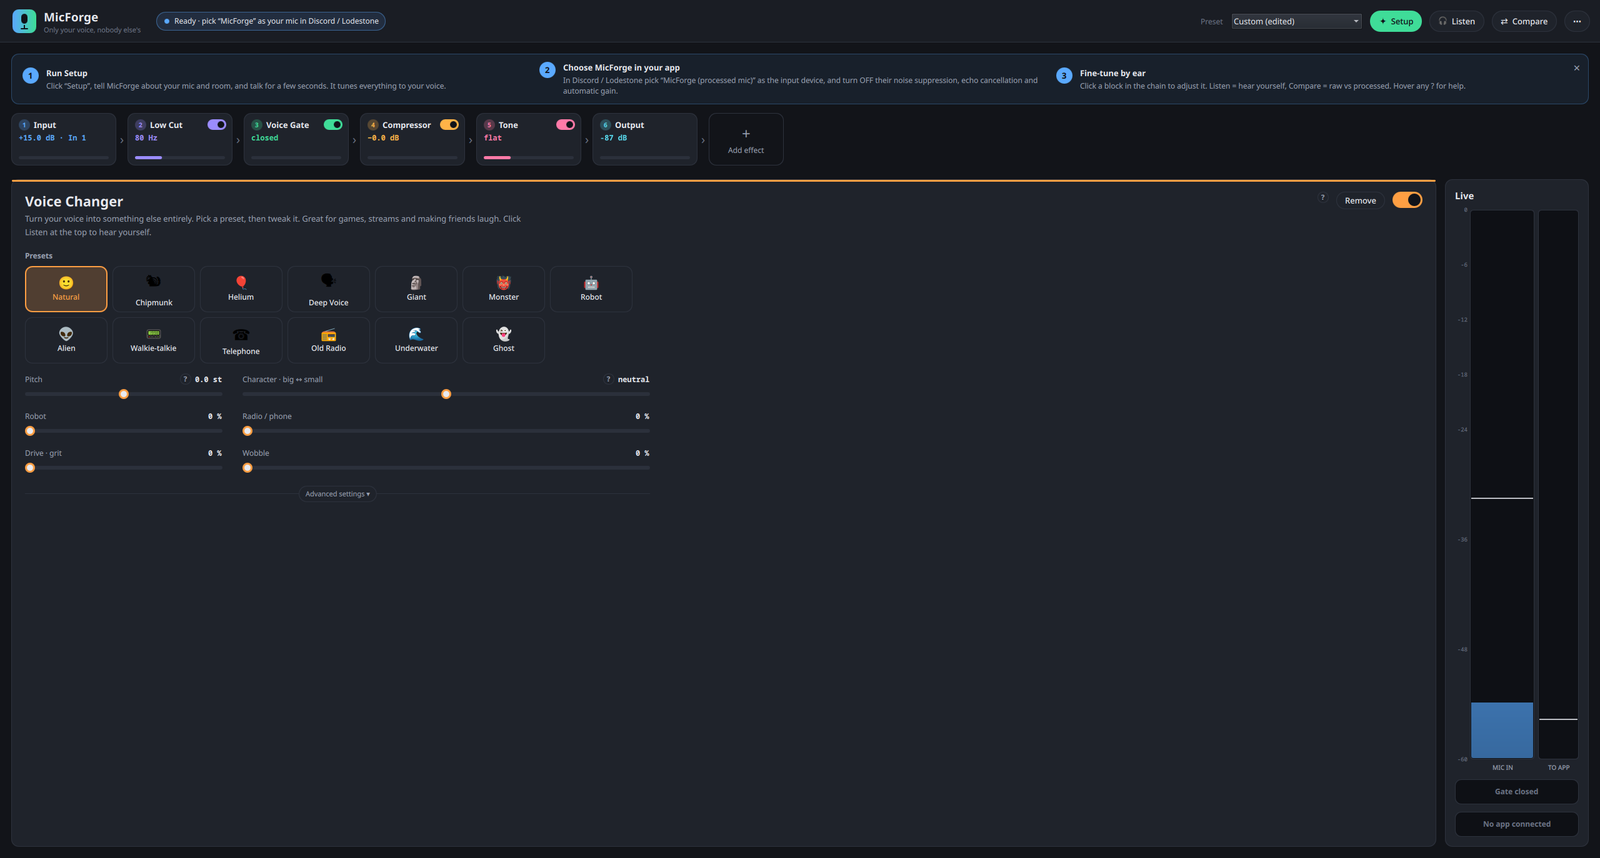 MicForge
Only your voice, nobody else's
Ready · pick “MicForge” as your mic in Discord / Lodestone
Preset
Custom (edited)
Setup
Listen
Compare
1
Run Setup
Click “Setup”, tell MicForge about your mic and room, and talk for a few seconds. It tunes everything to your voice.
2
Choose MicForge in your app
In Discord / Lodestone pick “MicForge (processed mic)” as the input device, and turn OFF their noise suppression, echo cancellation and
automatic gain.
3
Fine-tune by ear
Click a block in the chain to adjust it. Listen = hear yourself, Compare = raw vs processed. Hover any ? for help.
1 Input
+15.0 dB · In 1
2 Low Cut
80 Hz
3 Voice Gate
closed
4 Compressor
−0.0 dB
5 Tone
flat
6 Output
-87 dB
+
Add effect
Voice Changer
? Remove
Turn your voice into something else entirely. Pick a preset, then tweak it. Great for games, streams and making friends laugh. Click
Listen at the top to hear yourself.
Presets
Natural
Chipmunk
Helium
Deep Voice
Giant
Monster
Robot
Alien
Walkie-talkie
Telephone
Old Radio
Underwater
Ghost
Pitch ? 0.0 st
Character · big ↔ small ? neutral
Robot 0 %
Radio / phone 0 %
Drive · grit 0 %
Wobble 0 %
Advanced settings ▾
Live
0
-6
-12
-18
-24
-30
-36
-48
-60
MIC IN
TO APP
Gate closed
No app connected